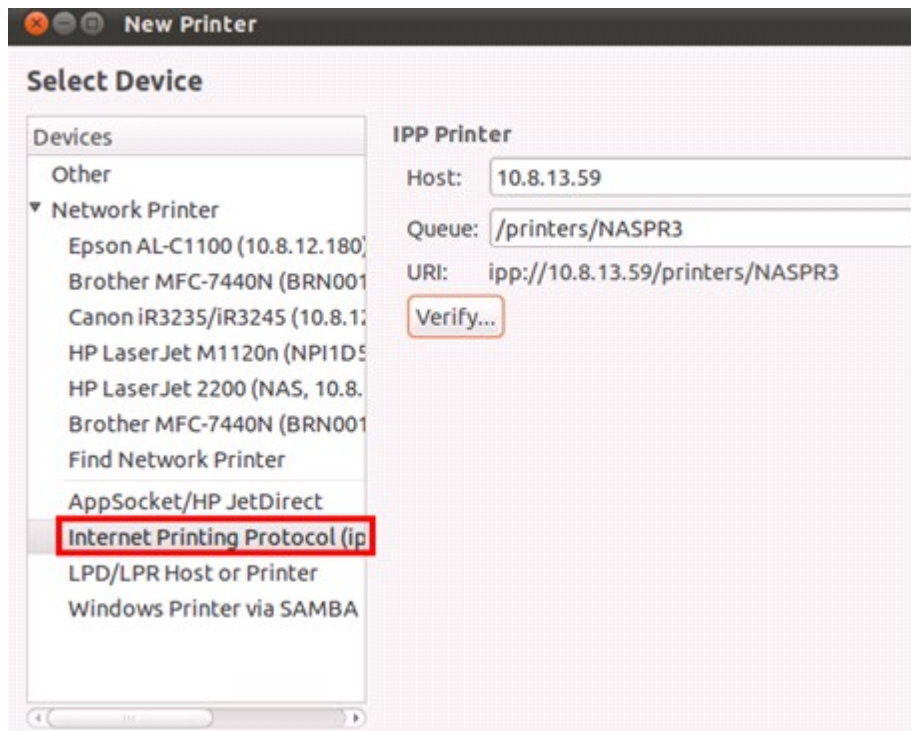 New Printer
Select Device
Devices
Other
Network Printer
Epson AL-C1100 (10.8.12.180)
Brother MFC-7440N (BRN001
Canon iR3235/iR3245 (10.8.12
HP LaserJet M1120n (NPI1D5
HP LaserJet 2200 (NAS, 10.8.
Brother MFC-7440N (BRN001
Find Network Printer
AppSocket/HP JetDirect
Internet Printing Protocol (ip
LPD/LPR Host or Printer
Windows Printer via SAMBA
IPP Printer
Host: 10.8.13.59
Queue: /printers/NASPR3
URI: ipp://10.8.13.59/printers/NASPR3
Verify...